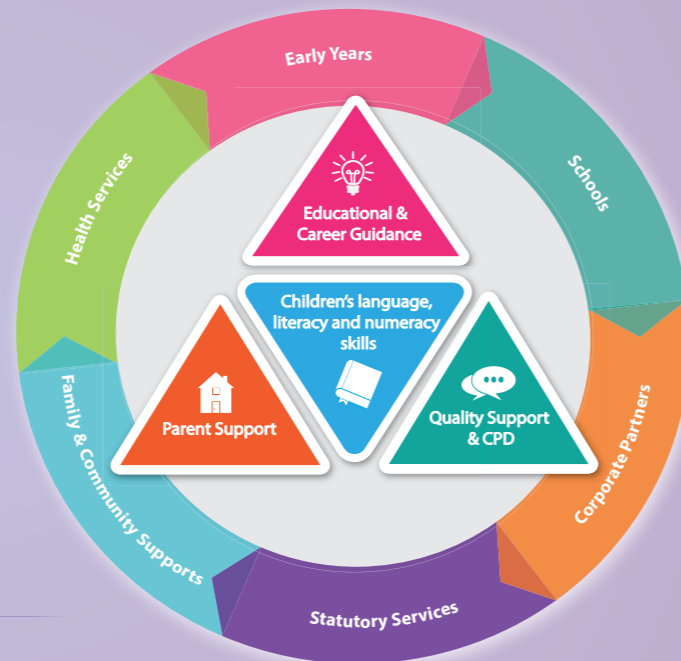 Early Years
Schools
Health Services
Educational &
Career Guidance
Children's language,
literacy and numeracy
skills
Parent Support
Quality Support
& CPD
Family & Community Supports
Corporate Partners
Statutory Services